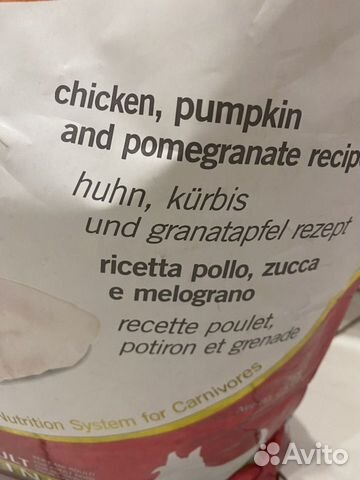 chicken, pumpkin
and pomegranate recip
huhn, kürbis
und granatapfel rezept
ricetta pollo, zucca
e melograno
recette poulet,
potiron et grenade
Nutrition System for Carnivores
ULT
Avito